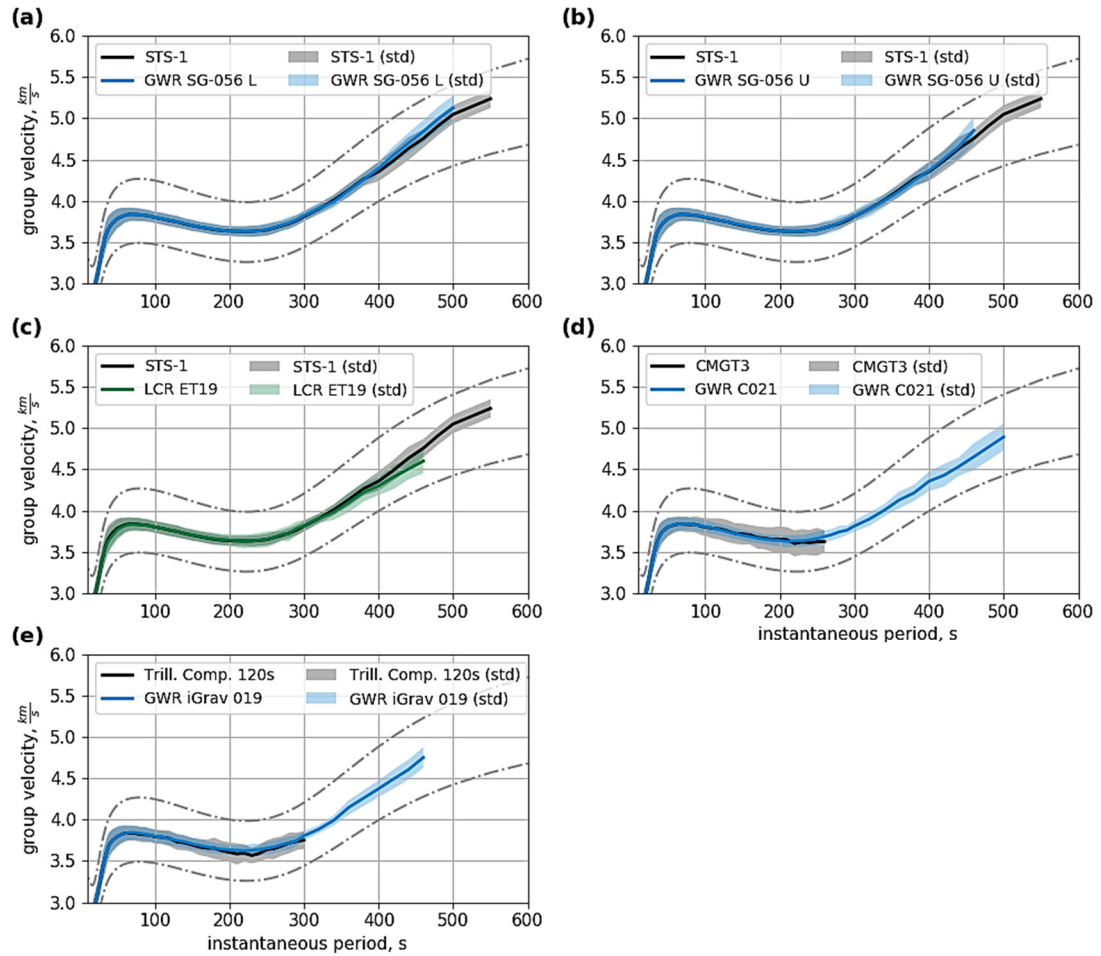 (a)
6.0
5.5
5.0
4.5
4.0
3.5
3.0
group velocity, km/s
STS-1
GWR SG-056 L
STS-1 (std)
GWR SG-056 L (std)
100 200 300 400 500 600
(b)
6.0
5.5
5.0
4.5
4.0
3.5
3.0
STS-1
GWR SG-056 U
STS-1 (std)
GWR SG-056 U (std)
100 200 300 400 500 600
(c)
6.0
5.5
5.0
4.5
4.0
3.5
3.0
group velocity, km/s
STS-1
LCR ET19
STS-1 (std)
LCR ET19 (std)
100 200 300 400 500 600
(d)
6.0
5.5
5.0
4.5
4.0
3.5
3.0
CMGT3
GWR C021
CMGT3 (std)
GWR C021 (std)
100 200 300 400 500 600
instantaneous period, s
(e)
6.0
5.5
5.0
4.5
4.0
3.5
3.0
group velocity, km/s
Trill. Comp. 120s
GWR iGrav 019
Trill. Comp. 120s (std)
GWR iGrav 019 (std)
100 200 300 400 500 600
instantaneous period, s